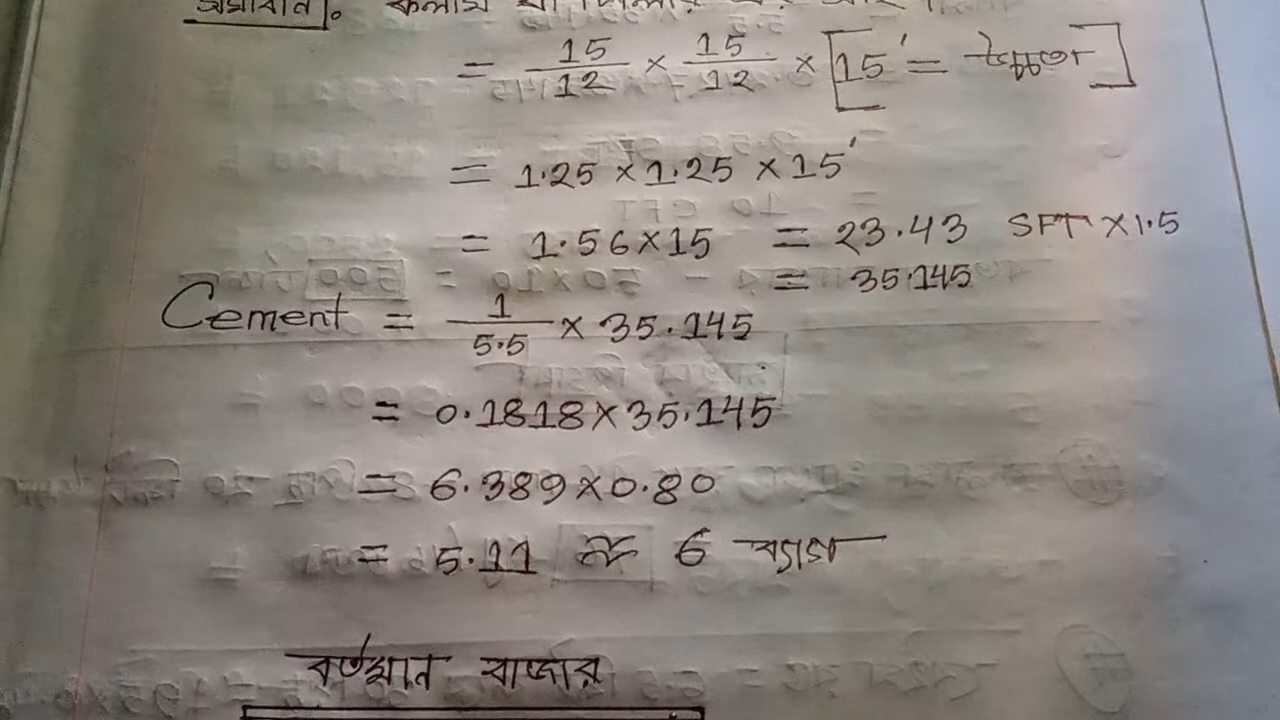 সমাধান। কলাম বা পিলার
= 15/12 × 15/12 × [15' =
= 1.25 × 1.25 × 15'
= 1.56 × 15 = 23.43 SFT × 1.5
= 35.145
Cement = 1/5.5 × 35.145
= 0.1818 × 35.145
= 6.389 × 0.80
= 5.11 ≈ 6 ব্যাগ
বর্তমান বাজার